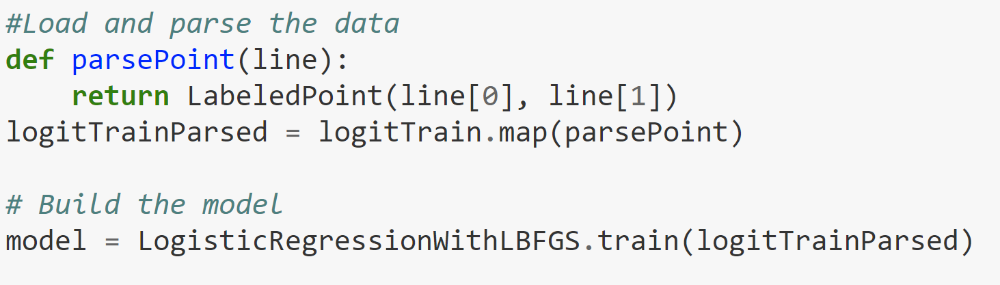 #Load and parse the data
def parsePoint(line):
    return LabeledPoint(line[0], line[1])
logitTrainParsed = logitTrain.map(parsePoint)

# Build the model
model = LogisticRegressionWithLBFGS.train(logitTrainParsed)